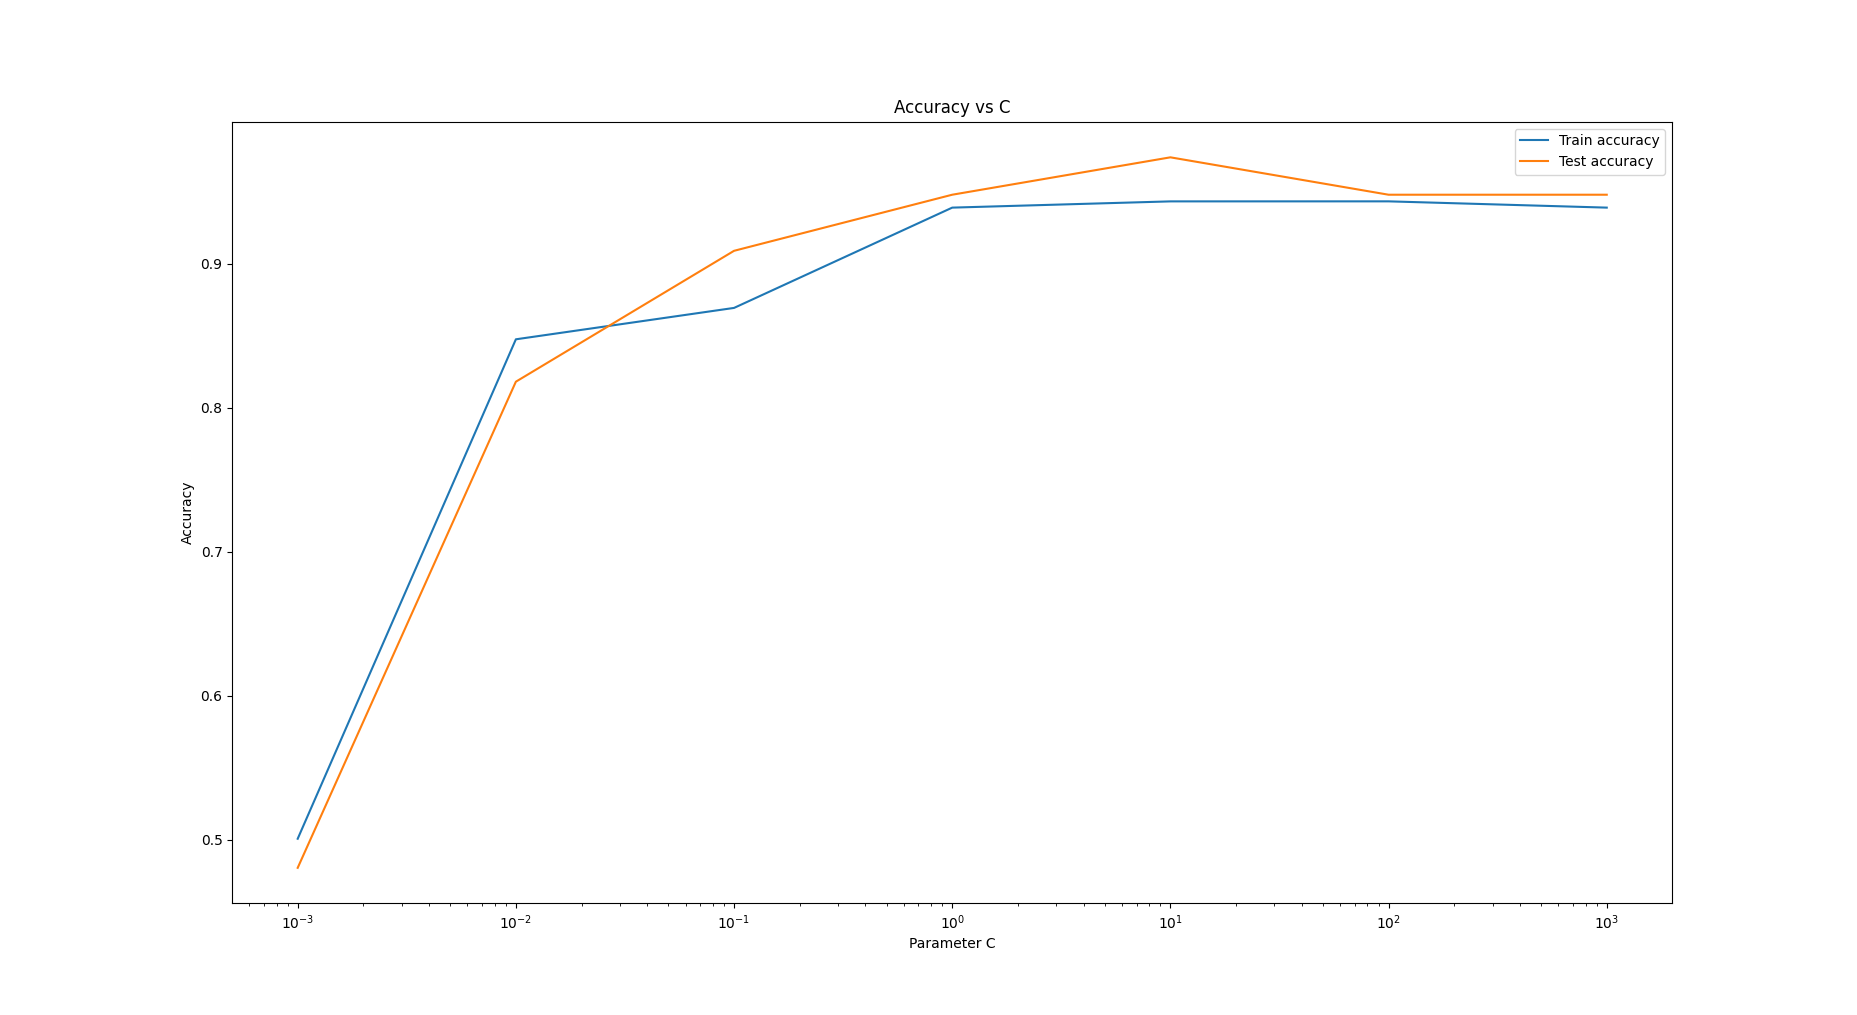 Accuracy vs C
Train accuracy
Test accuracy
0.9
0.8
0.7
0.6
0.5
Accuracy
10⁻³ 10⁻² 10⁻¹ 10⁰ 10¹ 10² 10³
Parameter C